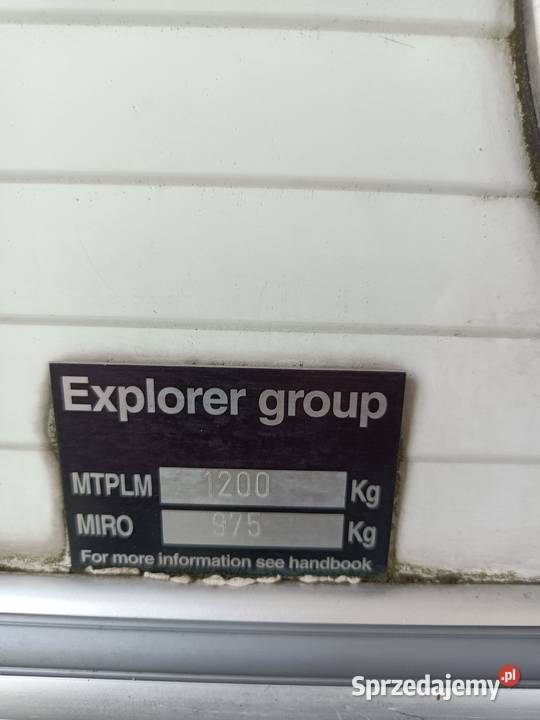 Explorer group
MTPLM 1200 Kg
MIRO 975 Kg
For more information see handbook
Sprzedajemy.pl